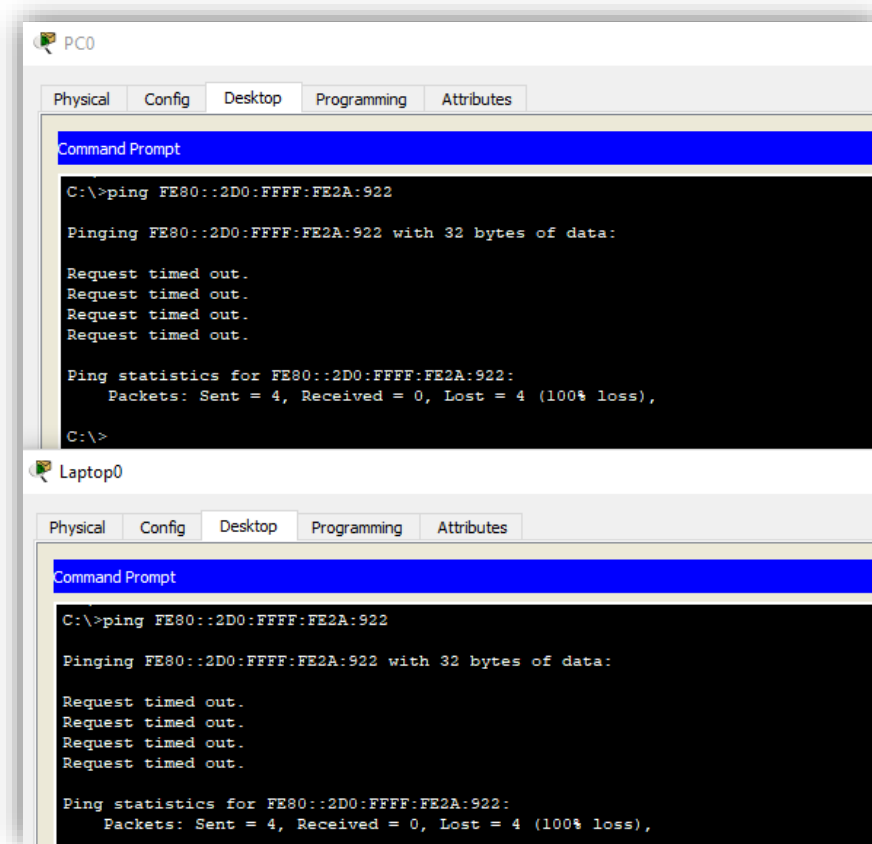 PC0
Physical Config Desktop Programming Attributes
Command Prompt
C:\>ping FE80::2D0:FFFF:FE2A:922
Pinging FE80::2D0:FFFF:FE2A:922 with 32 bytes of data:
Request timed out.
Request timed out.
Request timed out.
Request timed out.
Ping statistics for FE80::2D0:FFFF:FE2A:922:
Packets: Sent = 4, Received = 0, Lost = 4 (100% loss),
C:\>
Laptop0
Physical Config Desktop Programming Attributes
Command Prompt
C:\>ping FE80::2D0:FFFF:FE2A:922
Pinging FE80::2D0:FFFF:FE2A:922 with 32 bytes of data:
Request timed out.
Request timed out.
Request timed out.
Request timed out.
Ping statistics for FE80::2D0:FFFF:FE2A:922:
Packets: Sent = 4, Received = 0, Lost = 4 (100% loss),